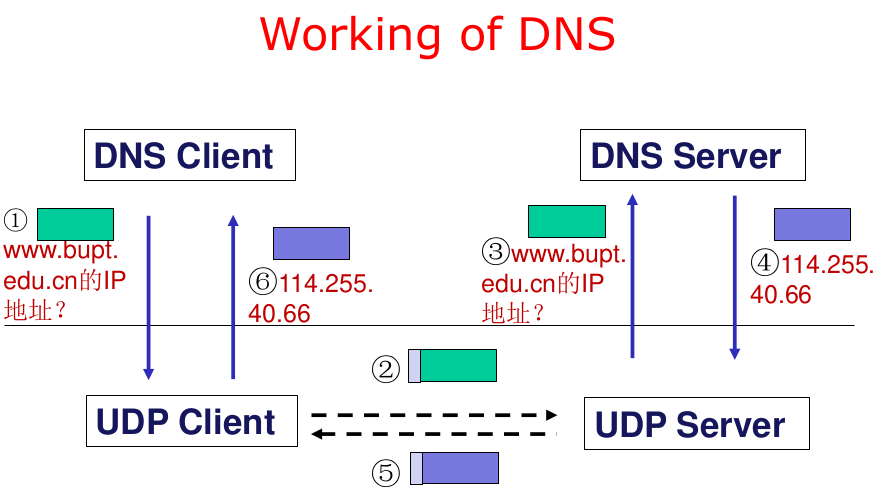 Working of DNS
DNS Client
DNS Server
①
www.bupt.
edu.cn的IP
地址？
⑥114.255.
40.66
③www.bupt.
edu.cn的IP
地址？
④114.255.
40.66
②
UDP Client
UDP Server
⑤